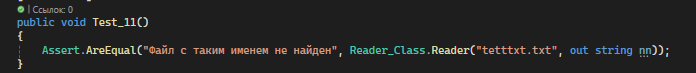 | Ссылок: 0
public void Test_11()
{
Assert.AreEqual("Файл с таким именем не найден", Reader_Class.Reader("tetttxt.txt", out string nn));
}